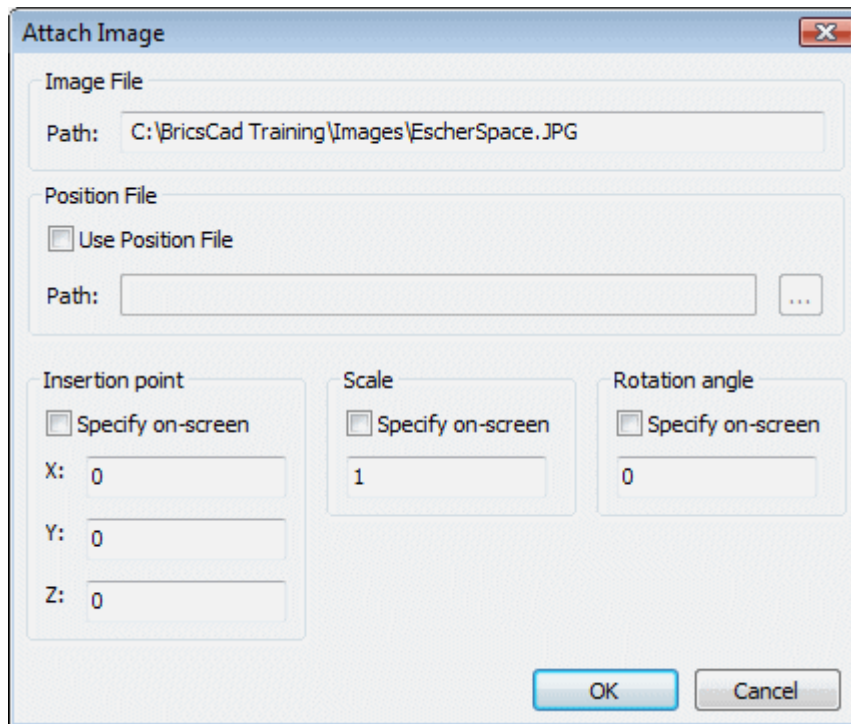 Attach Image
Image File
Path: C:\BricsCad Training\Images\EscherSpace.JPG
Position File
Use Position File
Path: ...
Insertion point
Specify on-screen
X: 0
Y: 0
Z: 0
Scale
Specify on-screen
1
Rotation angle
Specify on-screen
0
OK Cancel